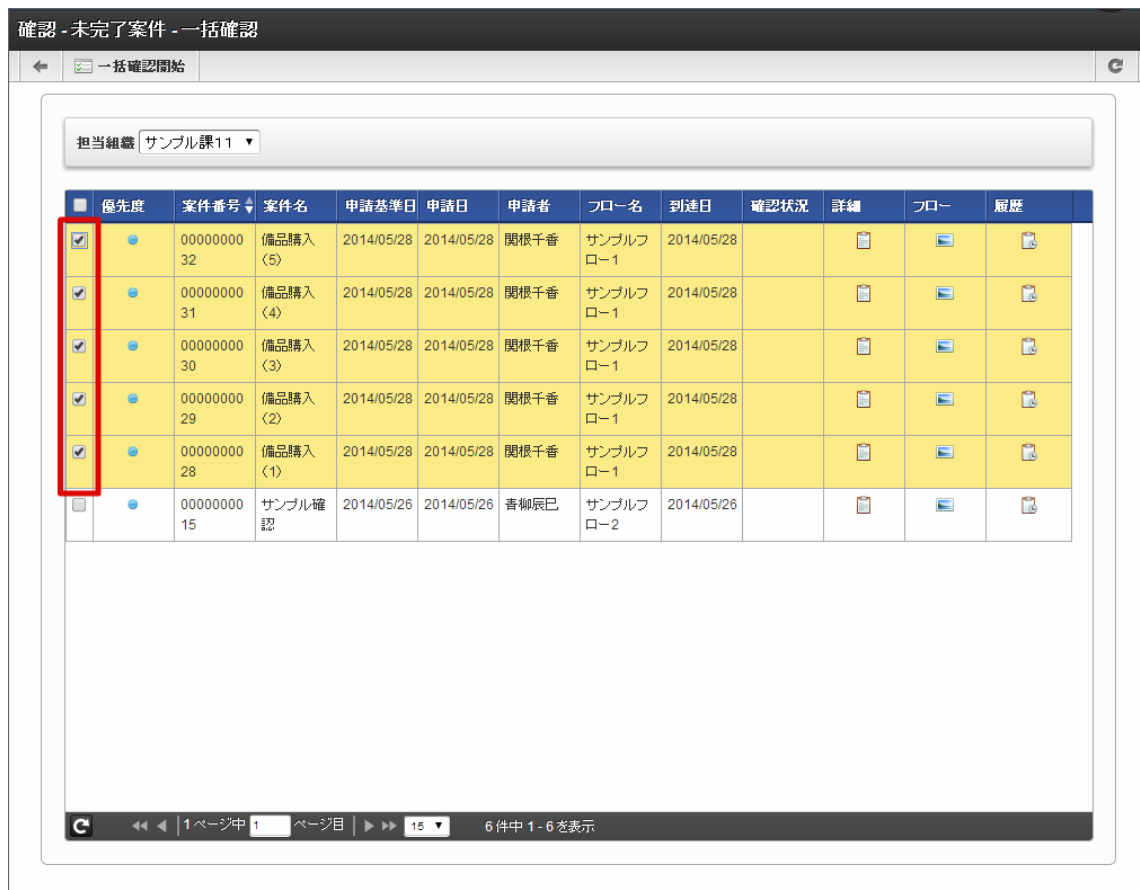 確認 - 未完了案件 - 一括確認
一括確認開始
担当組織 サンプル課11
優先度 案件番号 案件名 申請基準日 申請日 申請者 フロー名 到達日 確認状況 詳細 フロー 履歴
00000000 備品購入 2014/05/28 2014/05/28 関根千香 サンプルフ 2014/05/28
32 (5) ロー1
00000000 備品購入 2014/05/28 2014/05/28 関根千香 サンプルフ 2014/05/28
31 (4) ロー1
00000000 備品購入 2014/05/28 2014/05/28 関根千香 サンプルフ 2014/05/28
30 (3) ロー1
00000000 備品購入 2014/05/28 2014/05/28 関根千香 サンプルフ 2014/05/28
29 (2) ロー1
00000000 備品購入 2014/05/28 2014/05/28 関根千香 サンプルフ 2014/05/28
28 (1) ロー1
00000000 サンプル確 2014/05/26 2014/05/26 青柳辰巳 サンプルフ 2014/05/26
15 認 ロー2
1 ページ中 1 ページ目 15 6 件中 1 - 6 を表示